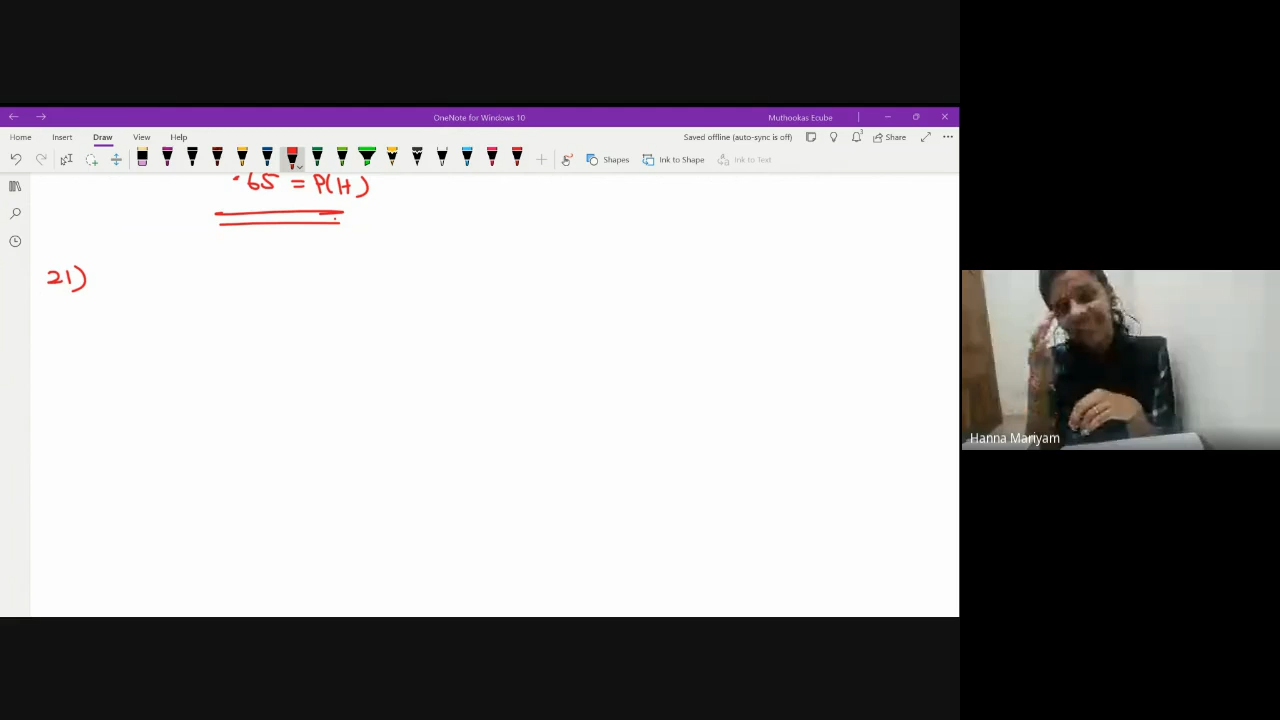 OneNote for Windows 10
Muthookas Ecube
Home Insert Draw View Help
Saved offline (auto-sync is off)
3
Share
Shapes
Ink to Shape
Ink to Text
.65 = P(H)
21)
Hanna Mariyam